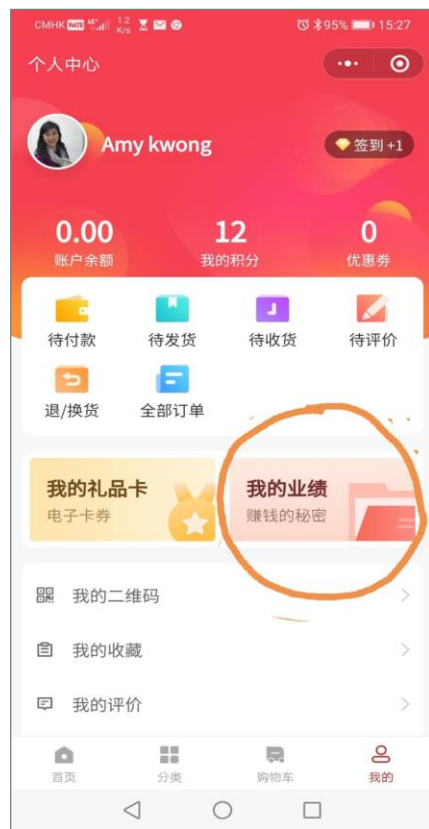 CMHK VoLTE 4G 1.2 K/s 95% 15:27
个人中心
Amy kwong
签到 +1
0.00 12 0
账户余额 我的积分 优惠券
待付款 待发货 待收货 待评价
退/换货 全部订单
我的礼品卡 我的业绩
电子卡券 赚钱的秘密
我的二维码
我的收藏
我的评价
首页 分类 购物车 我的